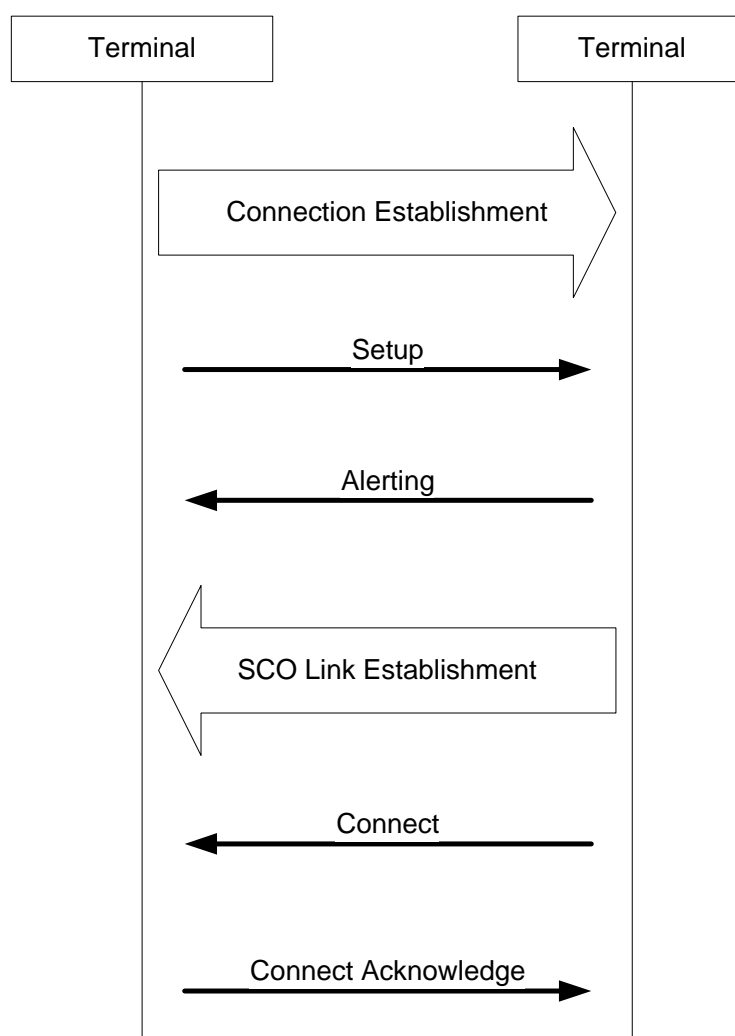 Terminal
Terminal
Connection Establishment
Setup
Alerting
SCO Link Establishment
Connect
Connect Acknowledge